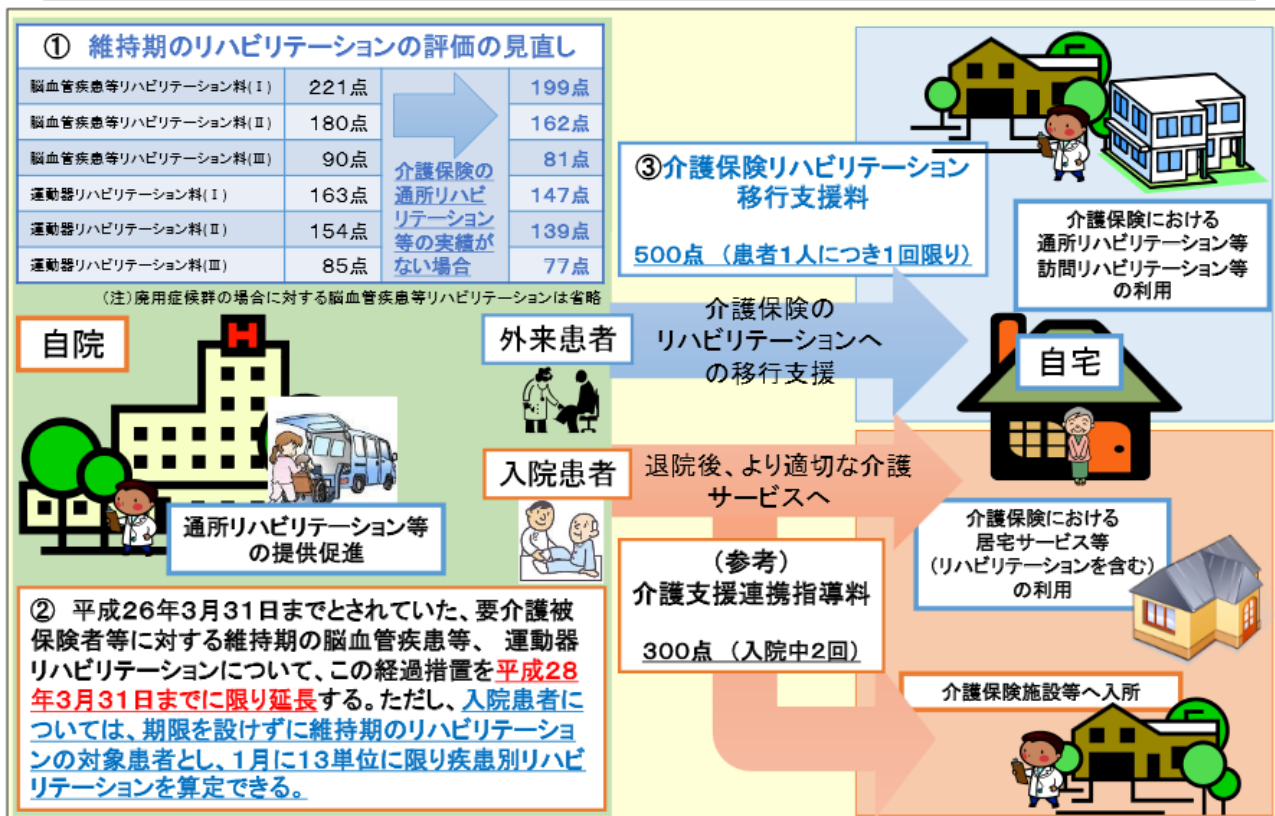 ① 維持期のリハビリテーションの評価の見直し
脳血管疾患等リハビリテーション料(Ⅰ) 221点 199点
脳血管疾患等リハビリテーション料(Ⅱ) 180点 162点
脳血管疾患等リハビリテーション料(Ⅲ) 90点 81点
運動器リハビリテーション料(Ⅰ) 163点 147点
運動器リハビリテーション料(Ⅱ) 154点 139点
運動器リハビリテーション料(Ⅲ) 85点 77点
介護保険の
通所リハビ
リテーション
等の実績が
ない場合
(注)廃用症候群の場合に対する脳血管疾患等リハビリテーションは省略
③介護保険リハビリテーション
移行支援料
500点 (患者1人につき1回限り)
介護保険における
通所リハビリテーション等
訪問リハビリテーション等
の利用
自院
H
外来患者
介護保険の
リハビリテーションへ
の移行支援
自宅
入院患者
退院後、より適切な介護
サービスへ
通所リハビリテーション等
の提供促進
介護保険における
居宅サービス等
(リハビリテーションを含む)
の利用
(参考)
介護支援連携指導料
300点 (入院中2回)
② 平成26年3月31日までとされていた、要介護被
保険者等に対する維持期の脳血管疾患等、 運動器
リハビリテーションについて、この経過措置を平成28
年3月31日までに限り延長する。ただし、入院患者に
ついては、期限を設けずに維持期のリハビリテーショ
ンの対象患者とし、1月に13単位に限り疾患別リハビ
リテーションを算定できる。
介護保険施設等へ入所